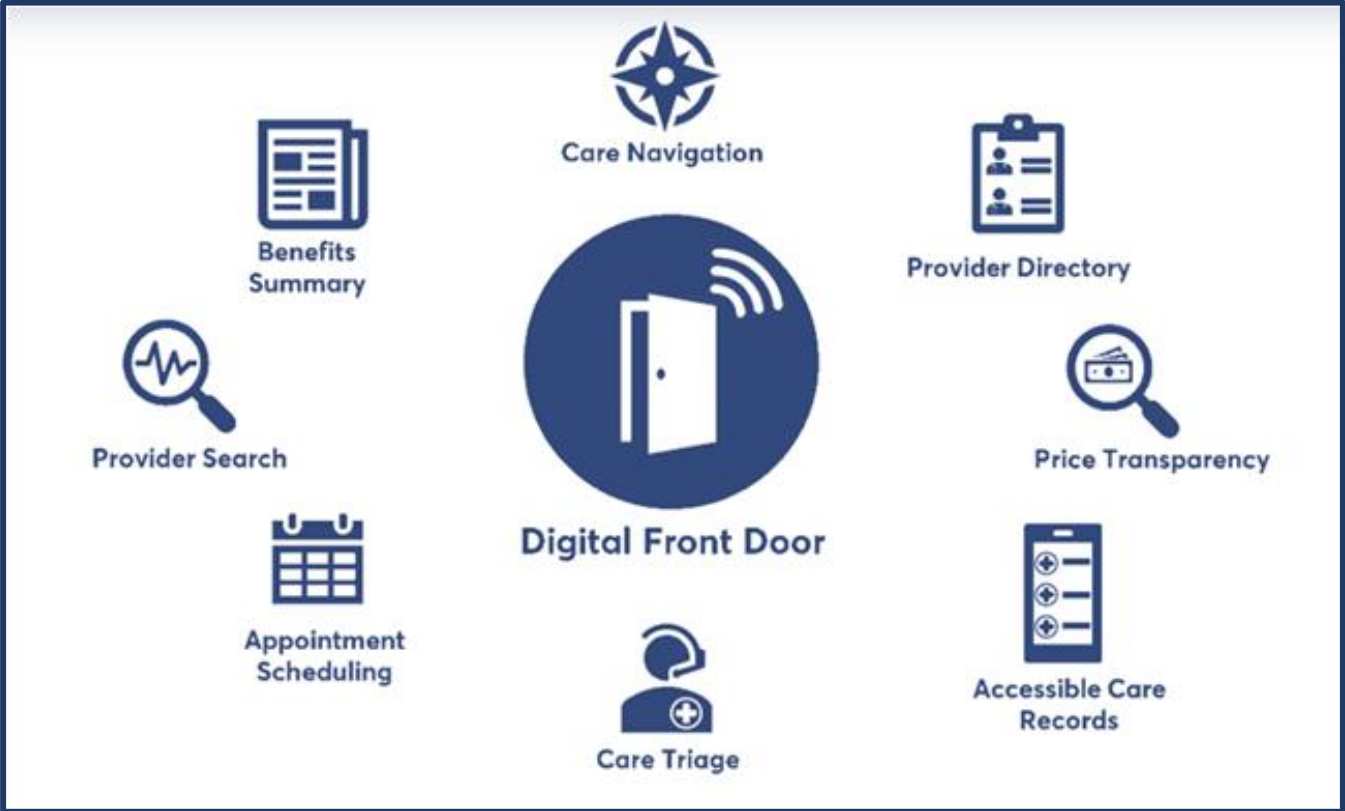 Care Navigation
Benefits
Summary
Provider Directory
Provider Search
Price Transparency
Digital Front Door
Appointment
Scheduling
Accessible Care
Records
Care Triage